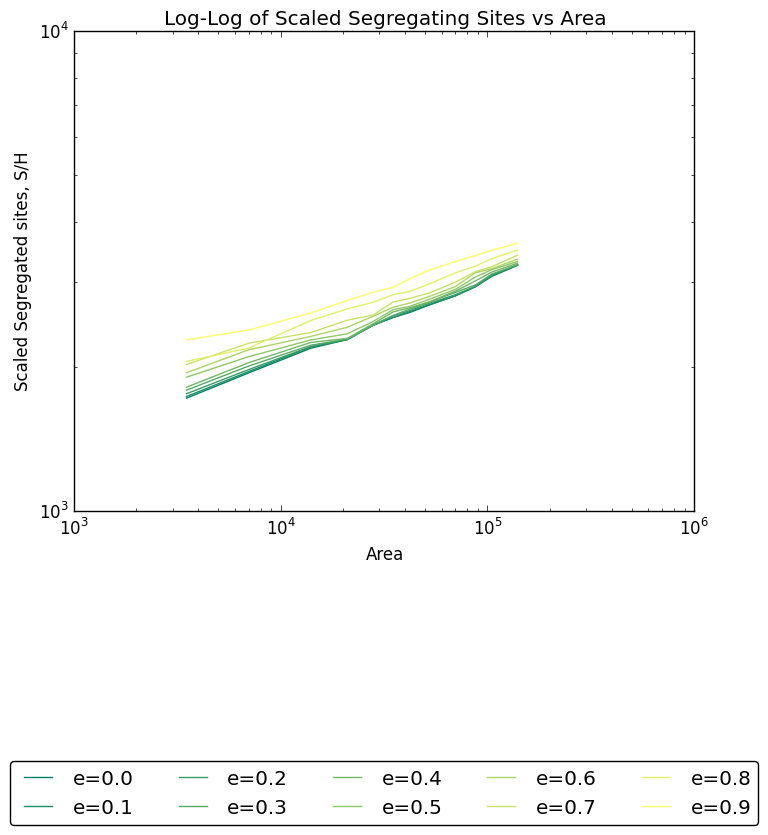 Log-Log of Scaled Segregating Sites vs Area
10^4
Scaled Segregated sites, S/H
10^3
10^3 10^4 10^5 10^6
Area
e=0.0 e=0.2 e=0.4 e=0.6 e=0.8
e=0.1 e=0.3 e=0.5 e=0.7 e=0.9